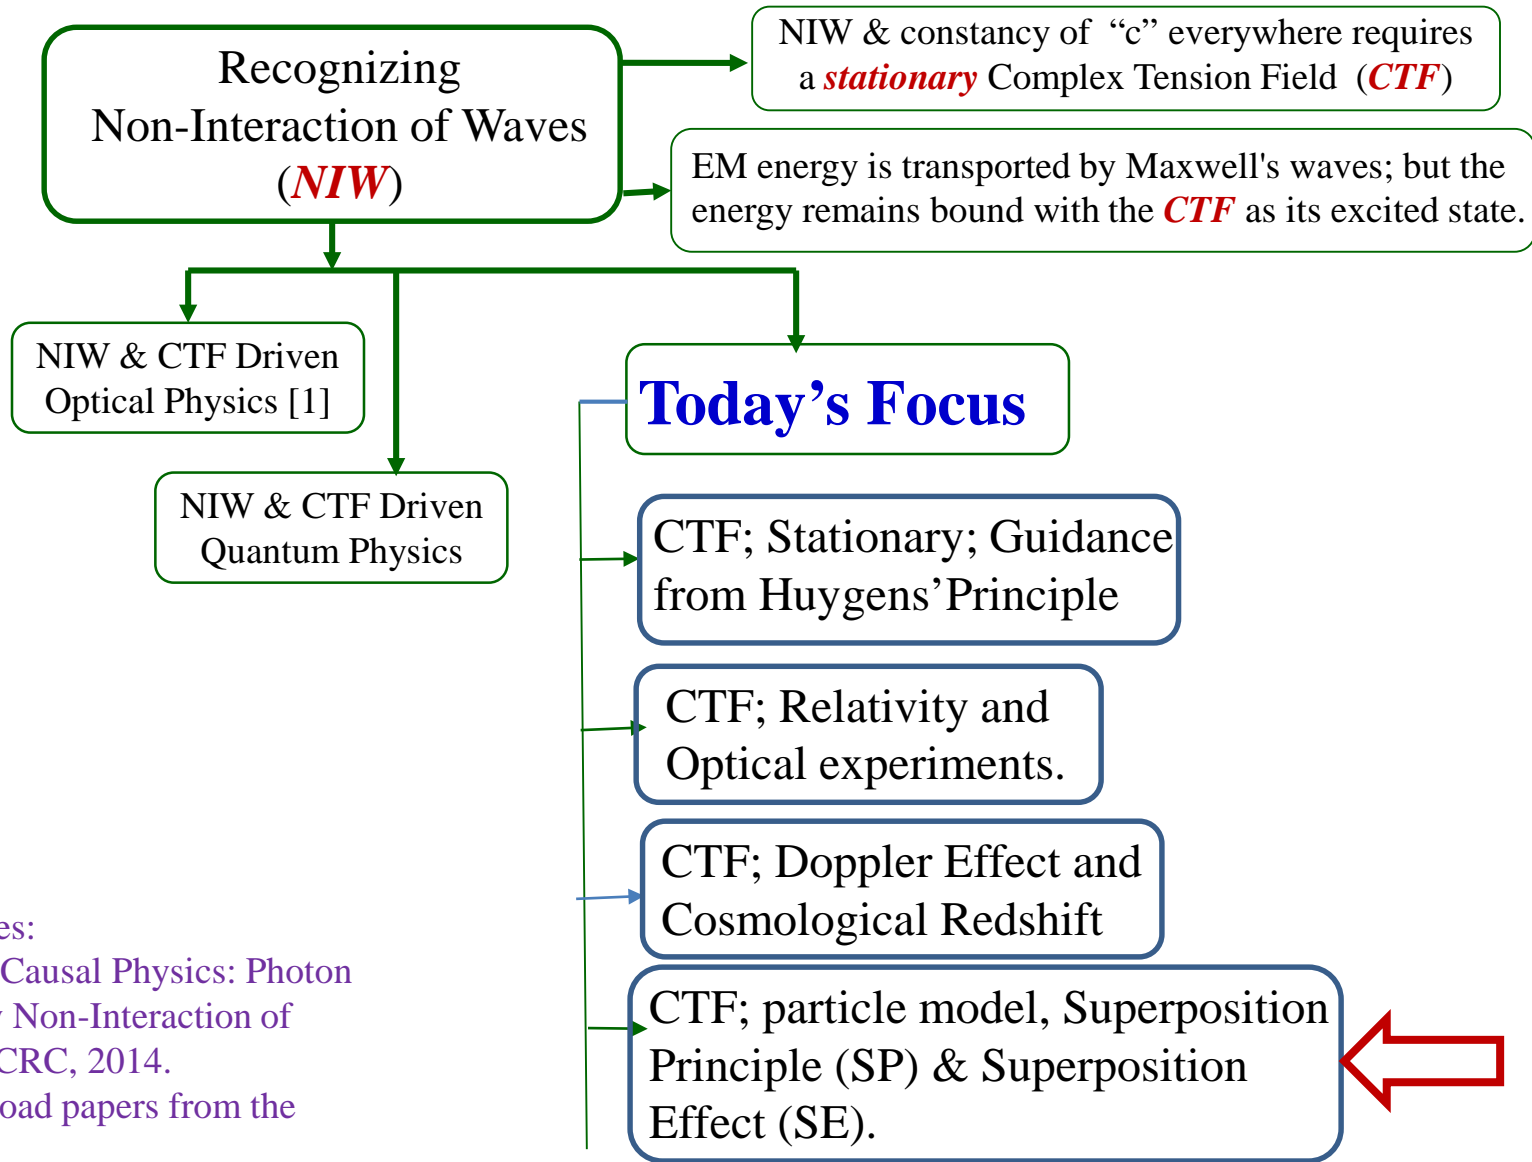 Recognizing
Non-Interaction of Waves
(NIW)
NIW & constancy of “c” everywhere requires
a stationary Complex Tension Field (CTF)
EM energy is transported by Maxwell's waves; but the
energy remains bound with the CTF as its excited state.
NIW & CTF Driven
Optical Physics [1]
NIW & CTF Driven
Quantum Physics
Today’s Focus
CTF; Stationary; Guidance
from Huygens’Principle
CTF; Relativity and
Optical experiments.
CTF; Doppler Effect and
Cosmological Redshift
CTF; particle model, Superposition
Principle (SP) & Superposition
Effect (SE).
es:
Causal Physics: Photon
Non-Interaction of
CRC, 2014.
oad papers from the